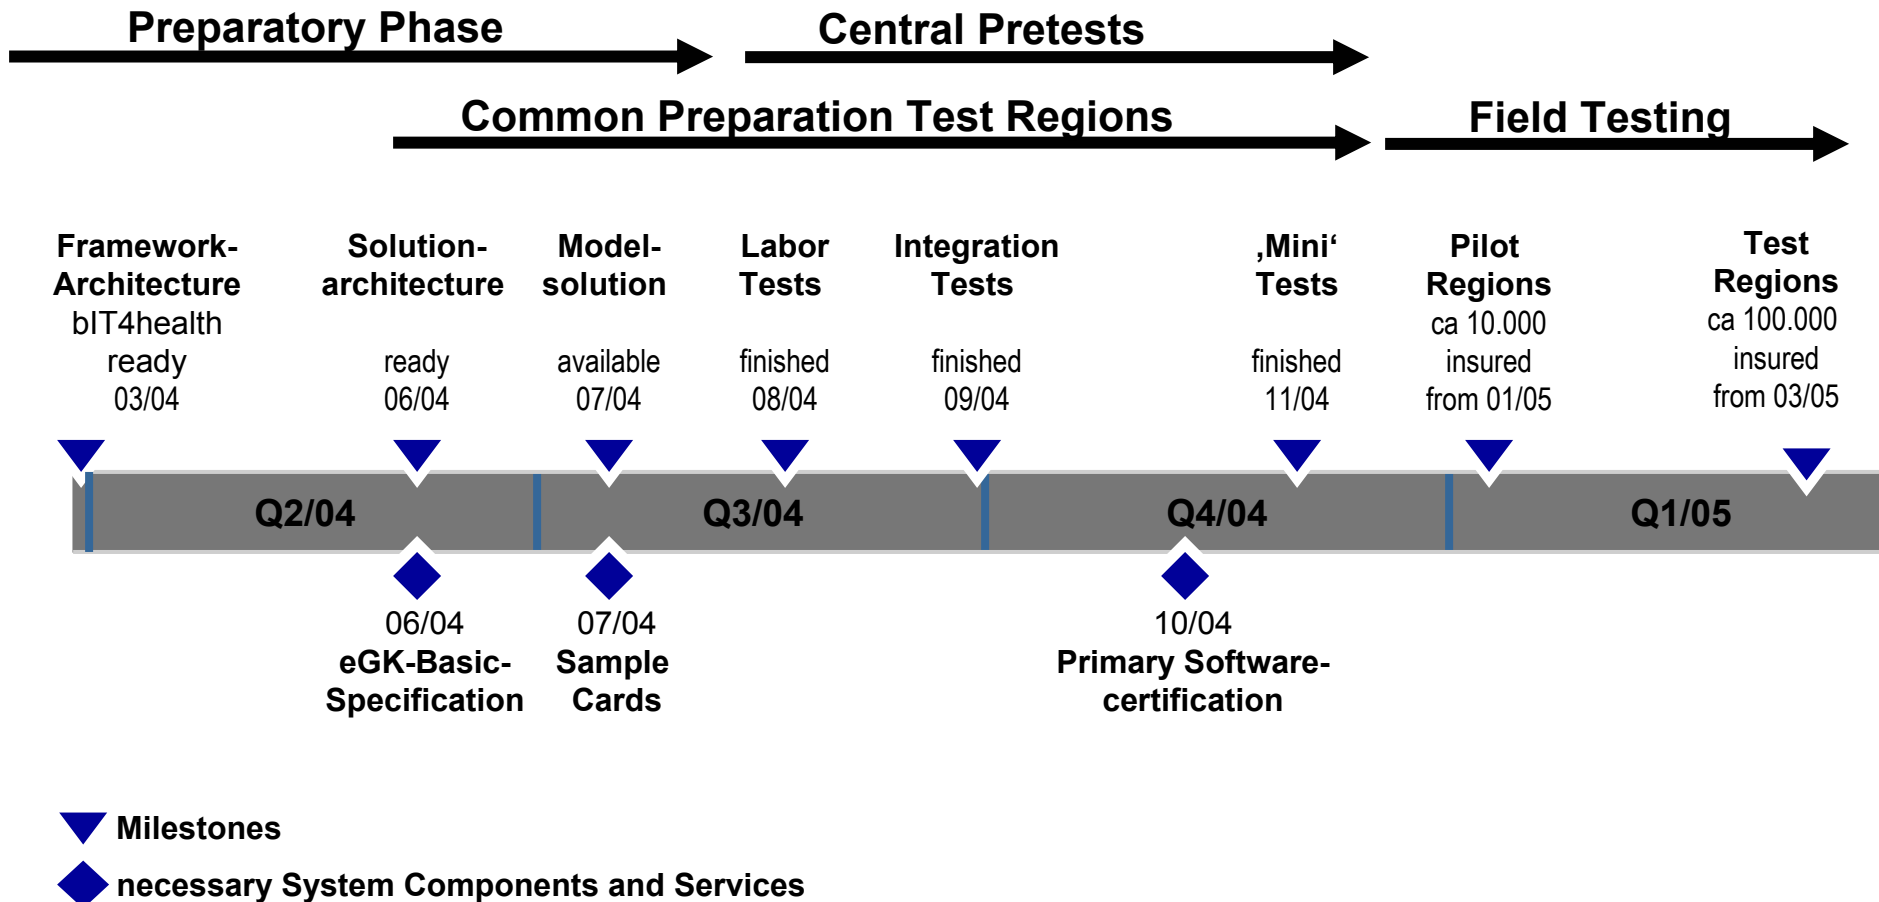 Preparatory Phase
Central Pretests
Common Preparation Test Regions
Field Testing
Framework-
Architecture
bIT4health
ready
03/04
Solution-
architecture
ready
06/04
Model-
solution
available
07/04
Labor
Tests
finished
08/04
Integration
Tests
finished
09/04
‚Mini‘
Tests
finished
11/04
Pilot
Regions
ca 10.000
insured
from 01/05
Test
Regions
ca 100.000
insured
from 03/05
Q2/04
Q3/04
Q4/04
Q1/05
06/04
eGK-Basic-
Specification
07/04
Sample
Cards
10/04
Primary Software-
certification
Milestones
necessary System Components and Services